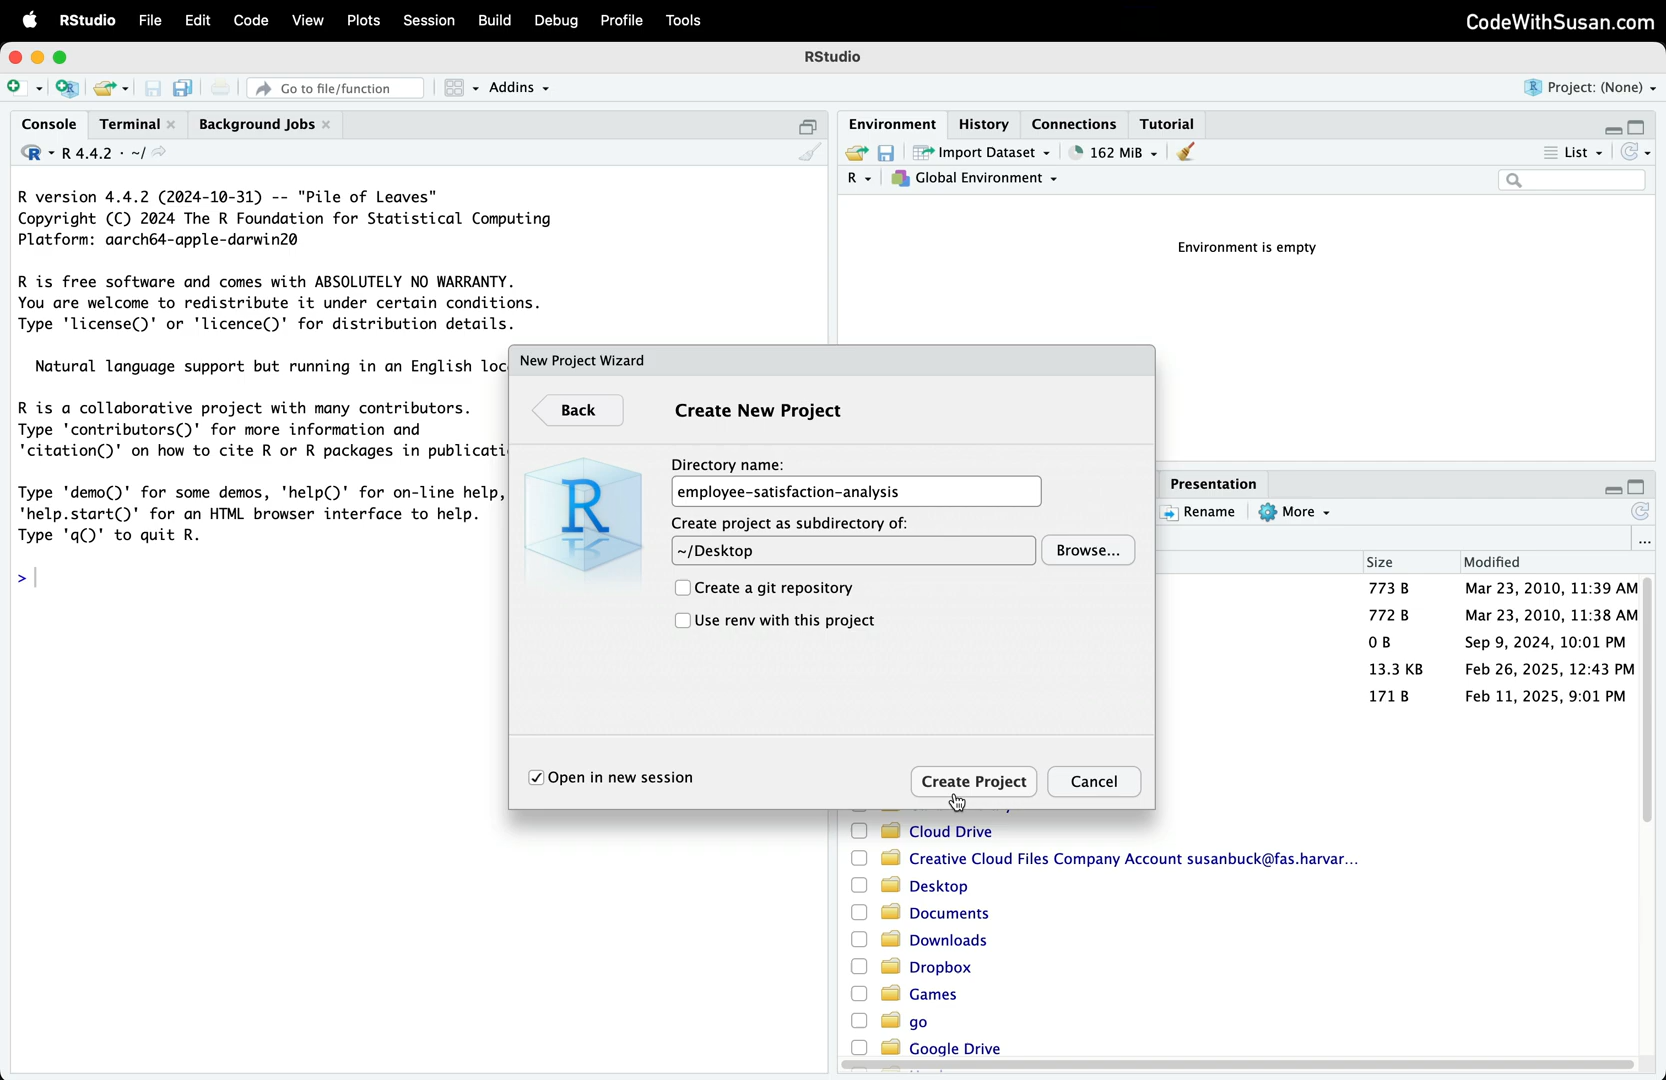 RStudio File Edit Code View Plots Session Build Debug Profile Tools CodeWithSusan.com
RStudio
Go to file/function Addins Project: (None)
Console Terminal Background Jobs
R 4.4.2 · ~/
R version 4.4.2 (2024-10-31) -- "Pile of Leaves"
Copyright (C) 2024 The R Foundation for Statistical Computing
Platform: aarch64-apple-darwin20
R is free software and comes with ABSOLUTELY NO WARRANTY.
You are welcome to redistribute it under certain conditions.
Type 'license()' or 'licence()' for distribution details.
Natural language support but running in an English loc
R is a collaborative project with many contributors.
Type 'contributors()' for more information and
'citation()' on how to cite R or R packages in publicati
Type 'demo()' for some demos, 'help()' for on-line help,
'help.start()' for an HTML browser interface to help.
Type 'q()' to quit R.
>
Environment History Connections Tutorial
Import Dataset 162 MiB List
R Global Environment
Environment is empty
New Project Wizard
Back Create New Project
R
Directory name:
employee-satisfaction-analysis
Create project as subdirectory of:
~/Desktop Browse...
Create a git repository
Use renv with this project
Open in new session Create Project Cancel
Presentation
Rename More
...
Size Modified
773 B Mar 23, 2010, 11:39 AM
772 B Mar 23, 2010, 11:38 AM
0 B Sep 9, 2024, 10:01 PM
13.3 KB Feb 26, 2025, 12:43 PM
171 B Feb 11, 2025, 9:01 PM
Cloud Drive
Creative Cloud Files Company Account susanbuck@fas.harvar...
Desktop
Documents
Downloads
Dropbox
Games
go
Google Drive